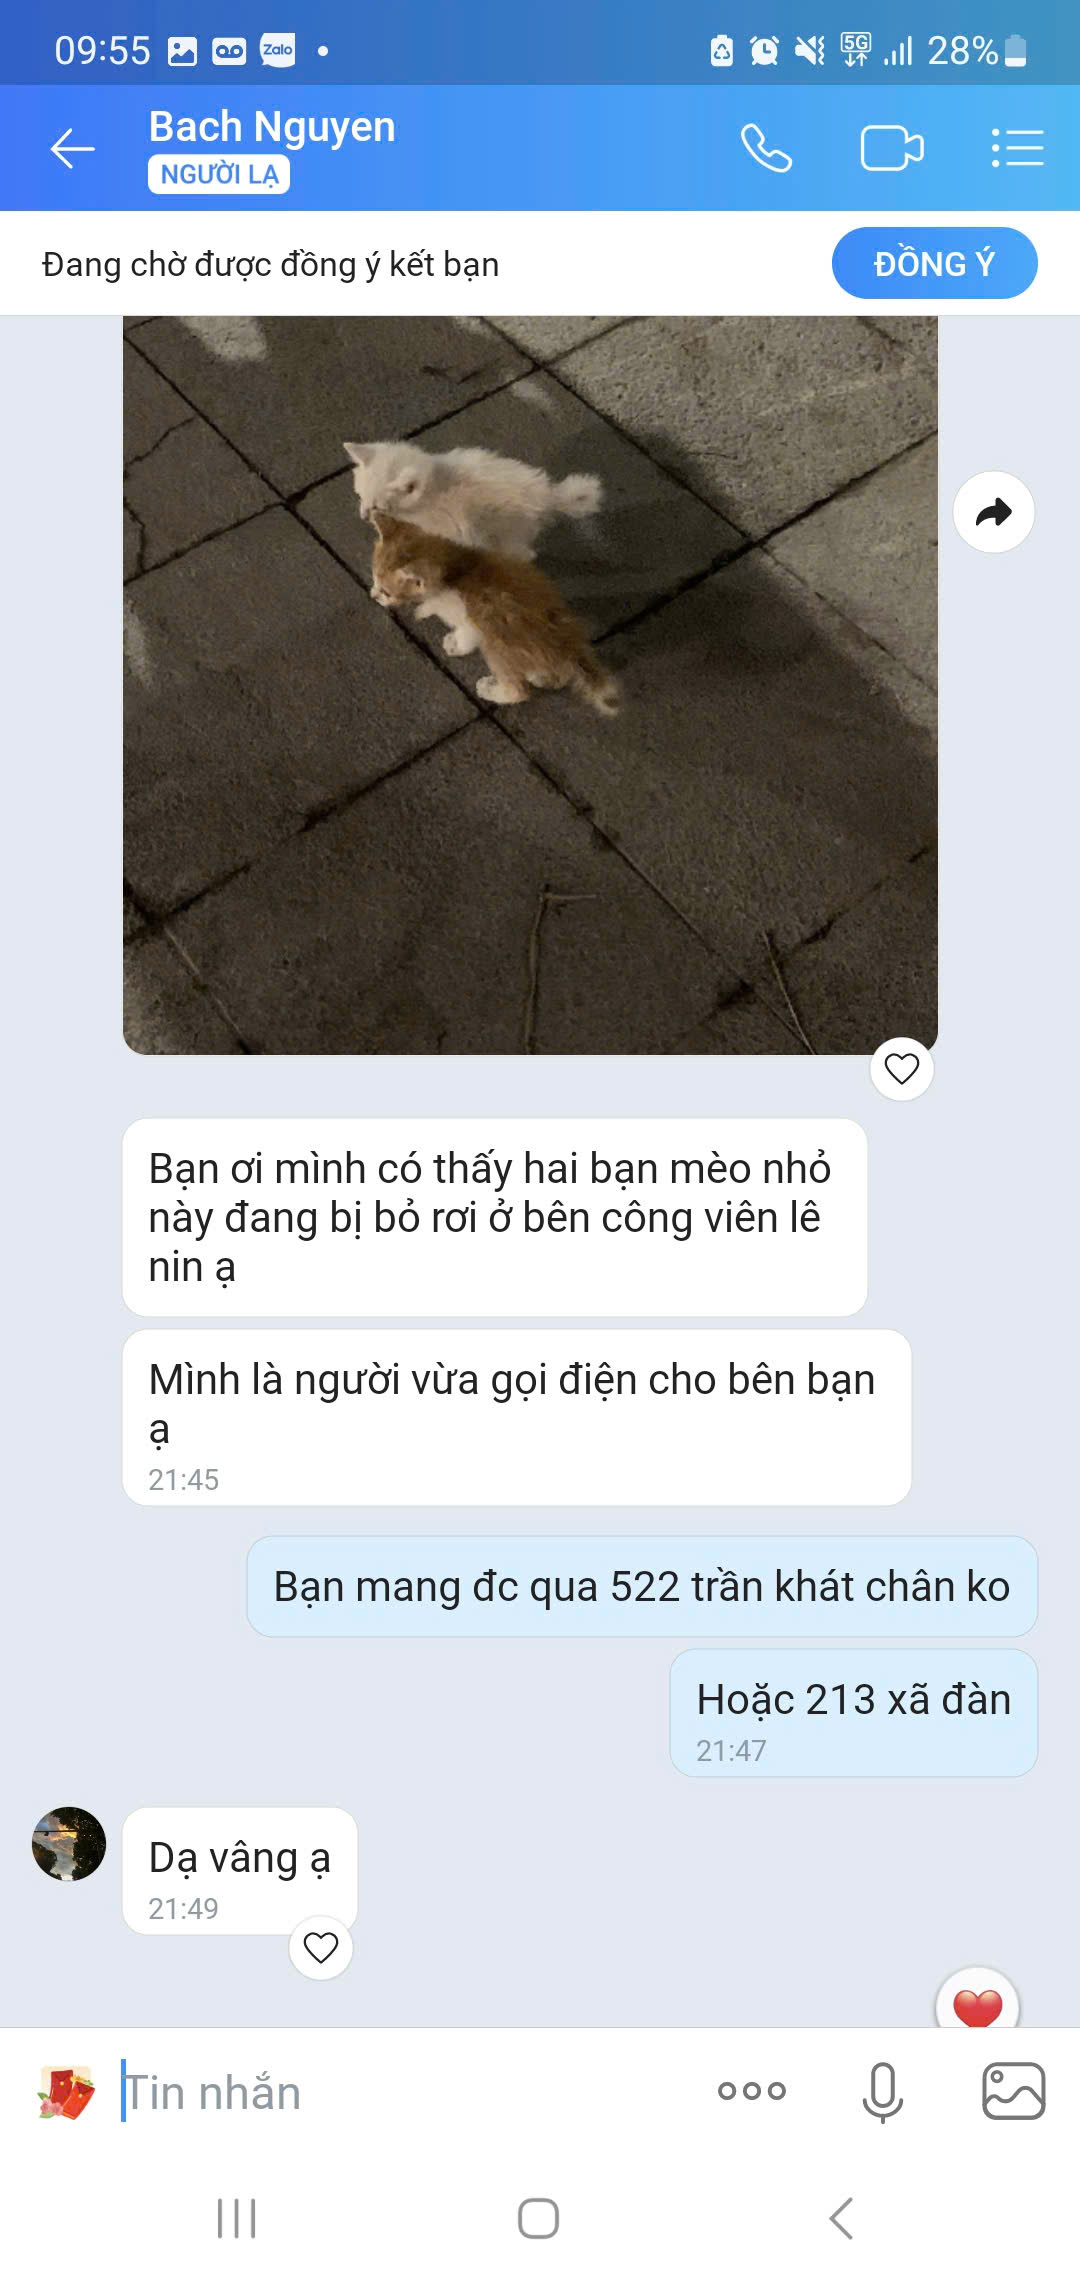 09:55
Zalo
5G
28%
Bach Nguyen
NGƯỜI LẠ
Đang chờ được đồng ý kết bạn
ĐỒNG Ý
Bạn ơi mình có thấy hai bạn mèo nhỏ
này đang bị bỏ rơi ở bên công viên lê
nin ạ
Mình là người vừa gọi điện cho bên bạn
ạ
21:45
Bạn mang đc qua 522 trần khát chân ko
Hoặc 213 xã đàn
21:47
Dạ vâng ạ
21:49
Tin nhắn